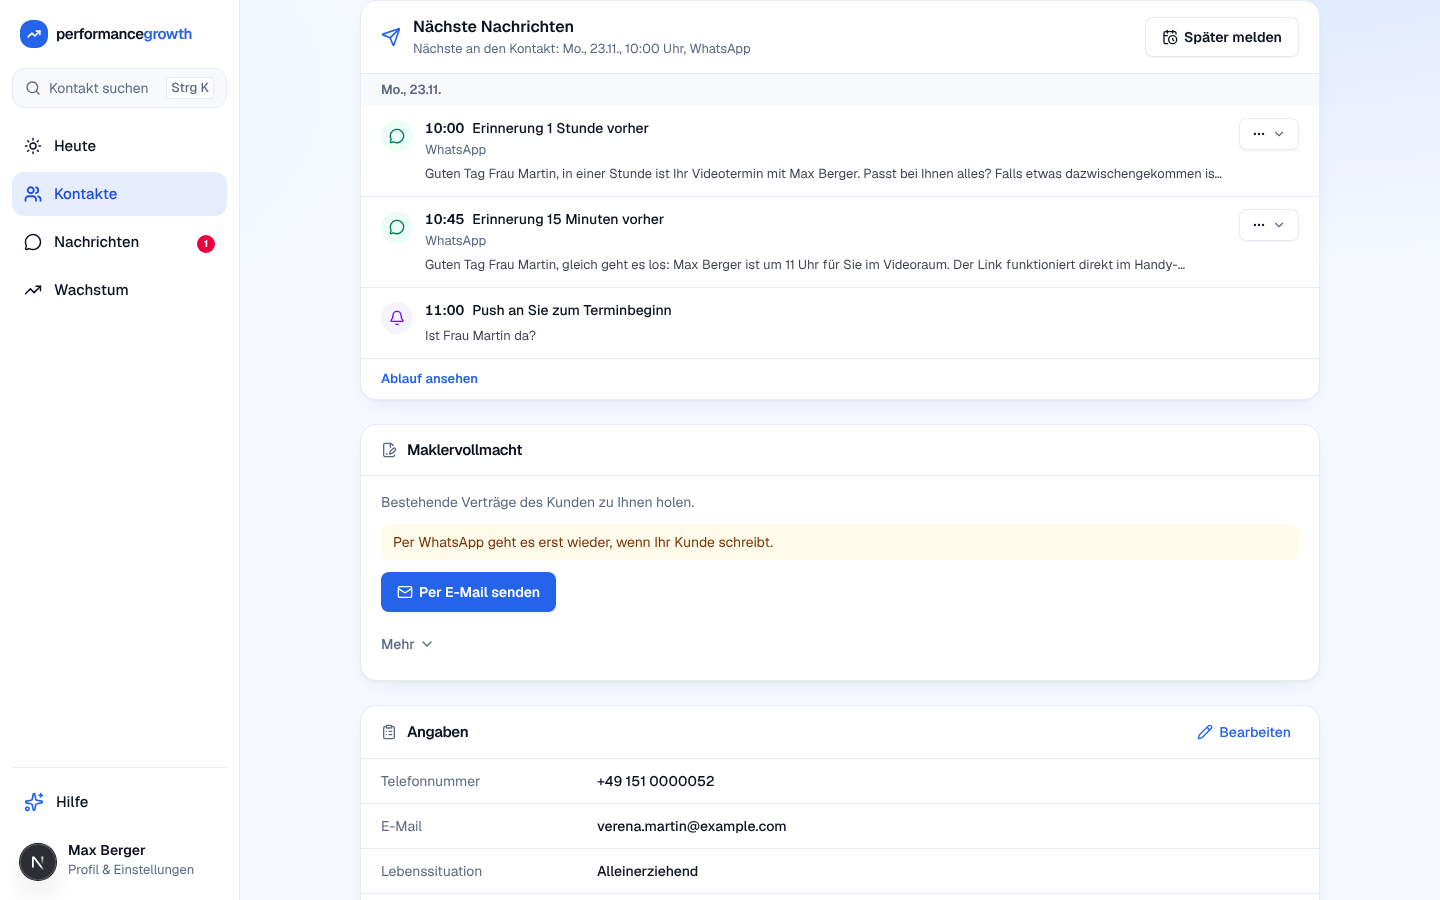 performancegrowth
Kontakt suchen Strg K
Heute
Kontakte
Nachrichten 1
Wachstum
Hilfe
N
Max Berger
Profil & Einstellungen
Nächste Nachrichten
Nächste an den Kontakt: Mo., 23.11., 10:00 Uhr, WhatsApp
Später melden
Mo., 23.11.
10:00 Erinnerung 1 Stunde vorher
WhatsApp
Guten Tag Frau Martin, in einer Stunde ist Ihr Videotermin mit Max Berger. Passt bei Ihnen alles? Falls etwas dazwischengekommen is…
10:45 Erinnerung 15 Minuten vorher
WhatsApp
Guten Tag Frau Martin, gleich geht es los: Max Berger ist um 11 Uhr für Sie im Videoraum. Der Link funktioniert direkt im Handy-…
11:00 Push an Sie zum Terminbeginn
Ist Frau Martin da?
Ablauf ansehen
Maklervollmacht
Bestehende Verträge des Kunden zu Ihnen holen.
Per WhatsApp geht es erst wieder, wenn Ihr Kunde schreibt.
Per E-Mail senden
Mehr
Angaben
Bearbeiten
Telefonnummer +49 151 0000052
E-Mail verena.martin@example.com
Lebenssituation Alleinerziehend